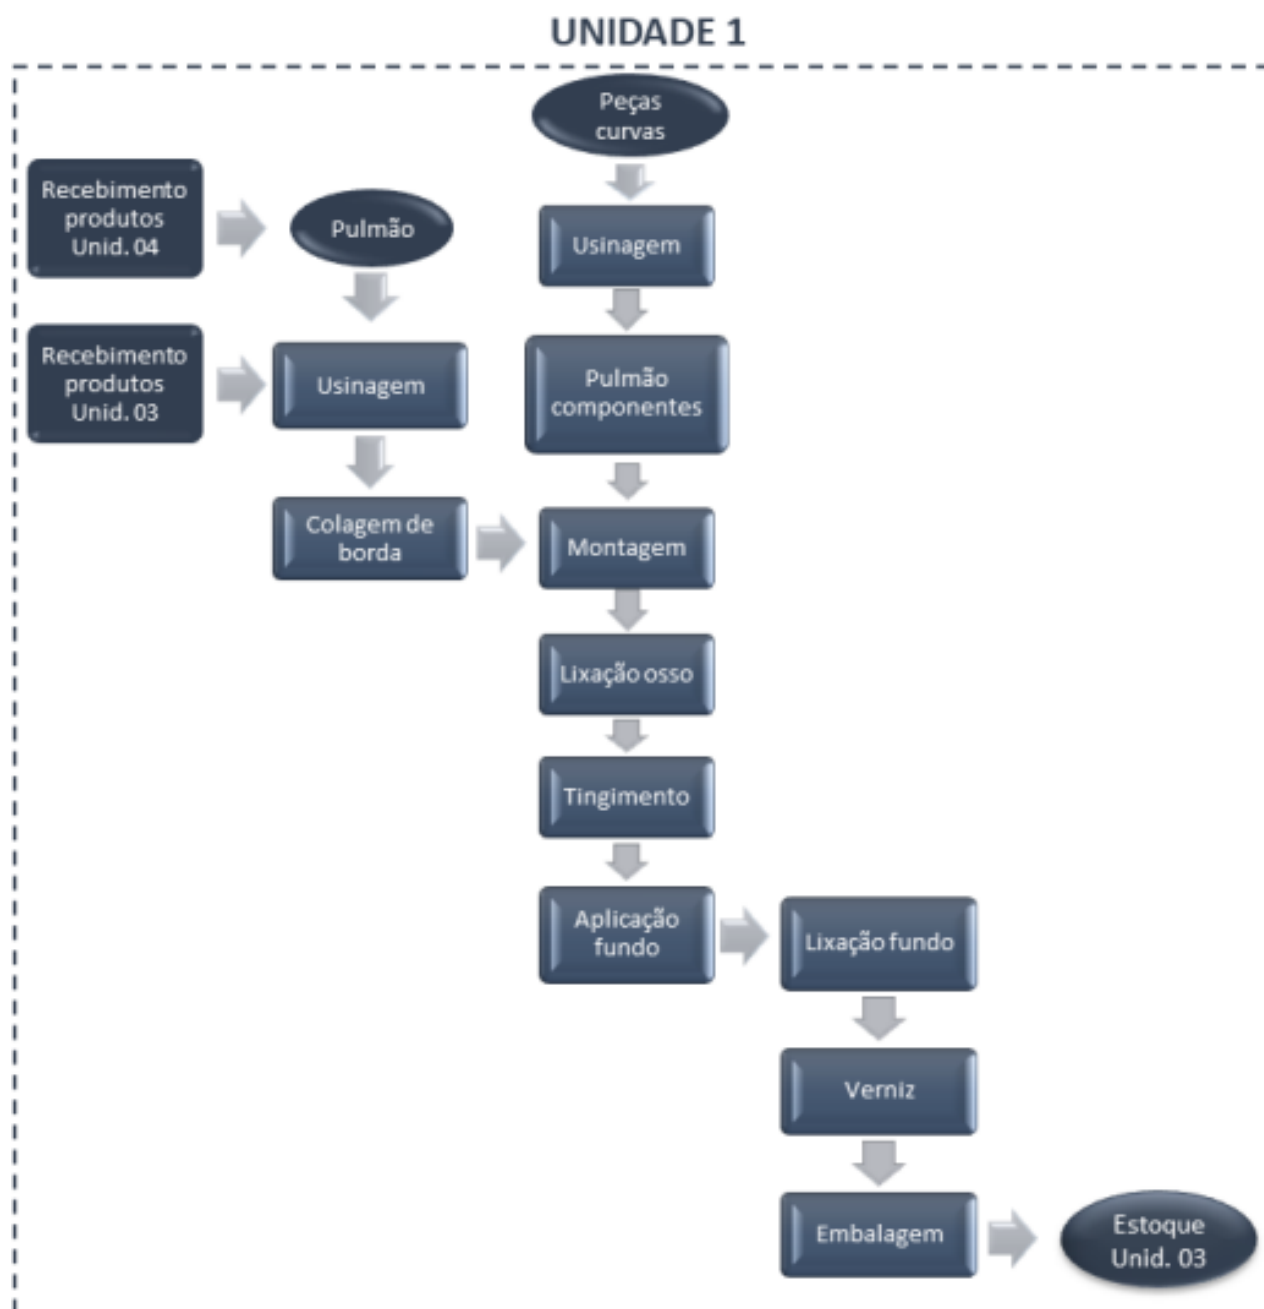 UNIDADE 1
Peças
curvas
Recebimento
produtos
Unid. 04
Pulmão
Usinagem
Recebimento
produtos
Unid. 03
Usinagem
Pulmão
componentes
Colagem de
borda
Montagem
Lixação osso
Tingimento
Aplicação
fundo
Lixação fundo
Verniz
Embalagem
Estoque
Unid. 03